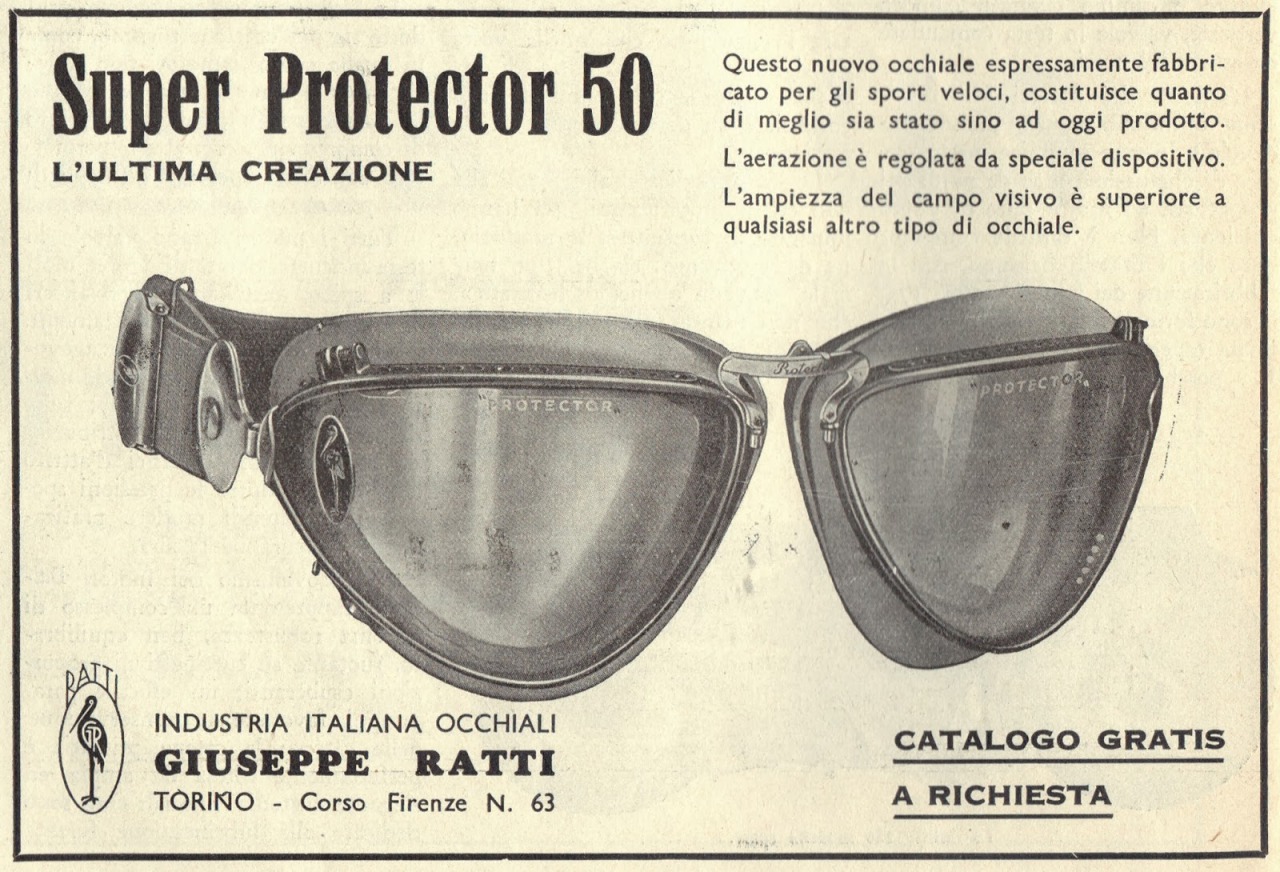 Super Protector 50
L'ULTIMA CREAZIONE
Questo nuovo occhiale espressamente fabbri-
cato per gli sport veloci, costituisce quanto
di meglio sia stato sino ad oggi prodotto.
L'aerazione è regolata da speciale dispositivo.
L'ampiezza del campo visivo è superiore a
qualsiasi altro tipo di occhiale.
Protector
"PROTECTOR"
"PROTECTOR"
RATTI
GR
INDUSTRIA ITALIANA OCCHIALI
GIUSEPPE RATTI
TORINO - Corso Firenze N. 63
CATALOGO GRATIS
A RICHIESTA